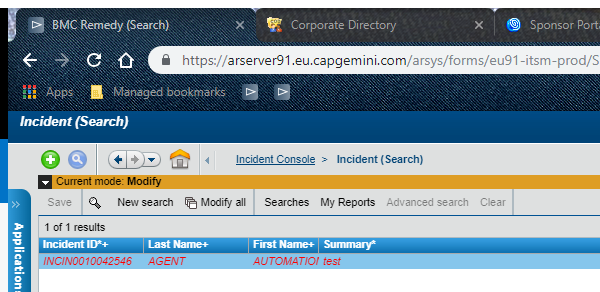 BMC Remedy (Search)
Corporate Directory
Sponsor Porta
https://arserver91.eu.capgemini.com/arsys/forms/eu91-itsm-prod/S
Apps
Managed bookmarks
Incident (Search)
Incident Console > Incident (Search)
Current mode: Modify
Save
New search
Modify all
Searches
My Reports
Advanced search
Clear
1 of 1 results
Incident ID*+ Last Name+ First Name+ Summary*
INCIN0010042546 AGENT AUTOMATIO test
Application